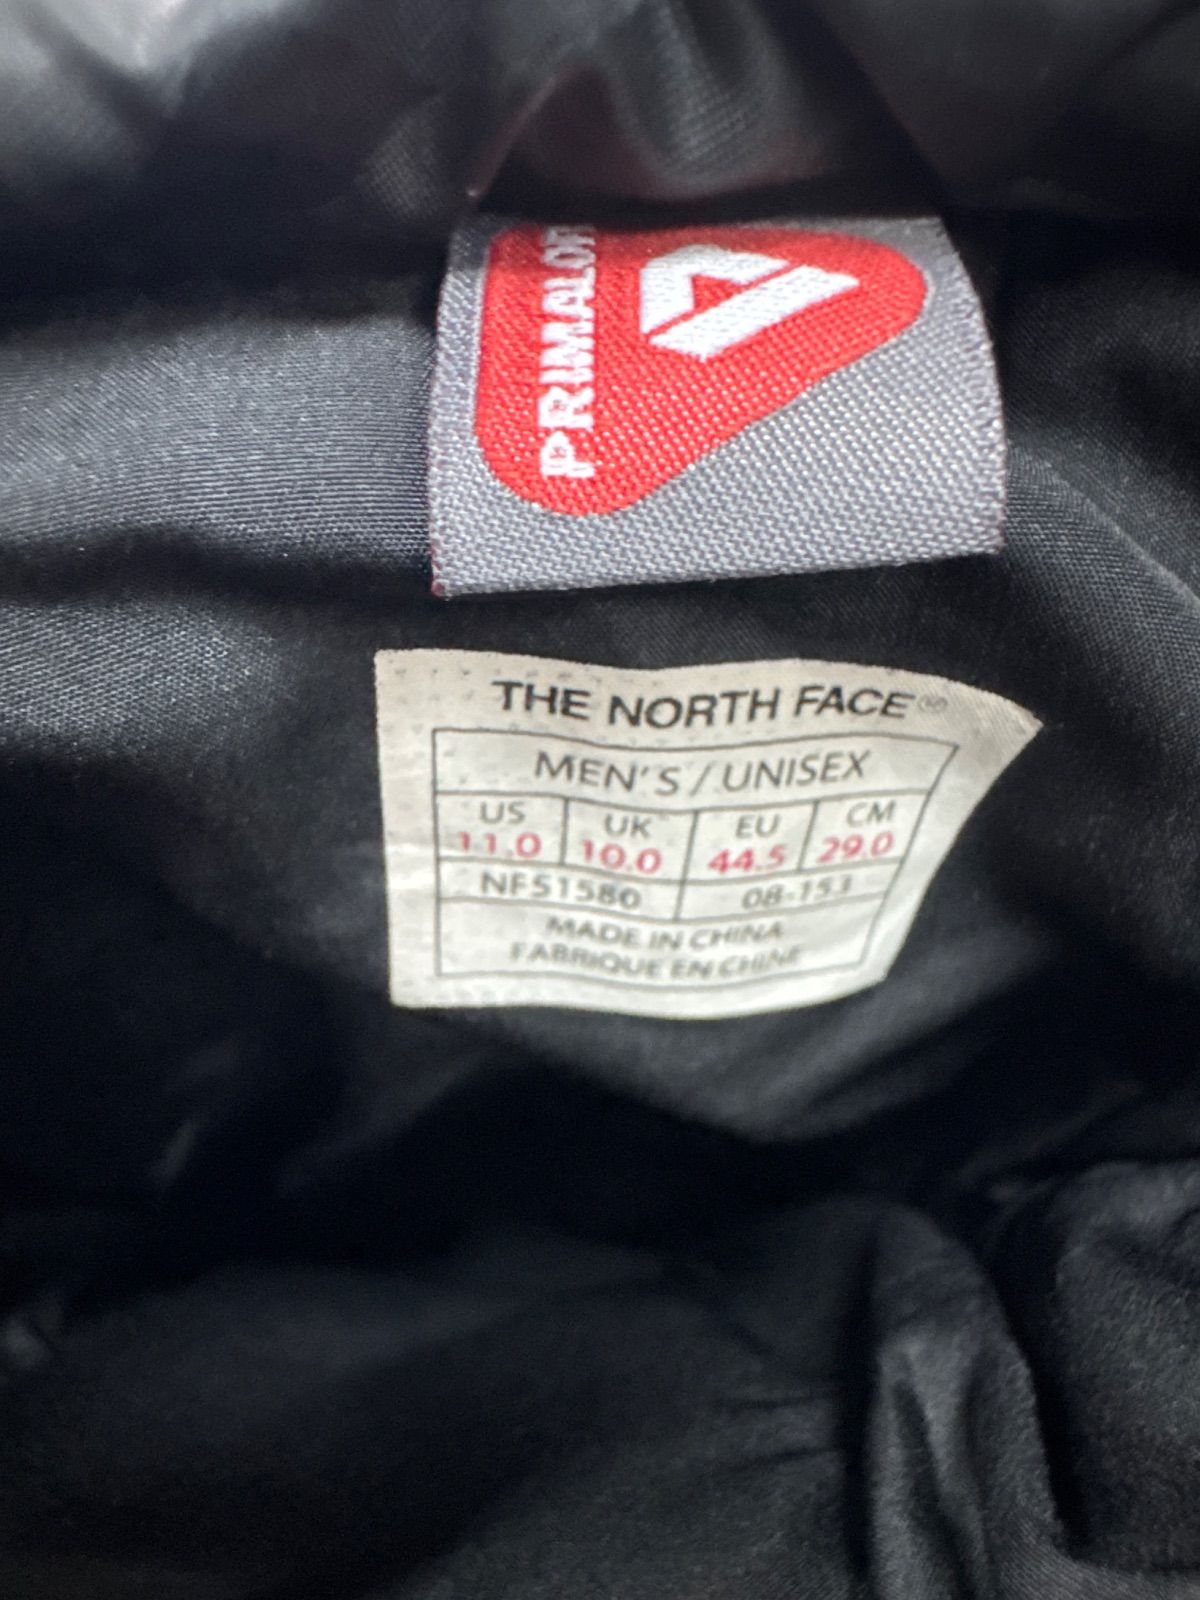 PRIMALOFT
THE NORTH FACE®
MEN'S / UNISEX
US UK EU CM
11.0 10.0 44.5 29.0
NF51580 08-153
MADE IN CHINA
FABRIQUE EN CHINE